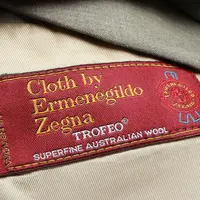 Cloth by
Ermenegildo
Zegna
TROFEO®
SUPERFINE AUSTRALIAN WOOL